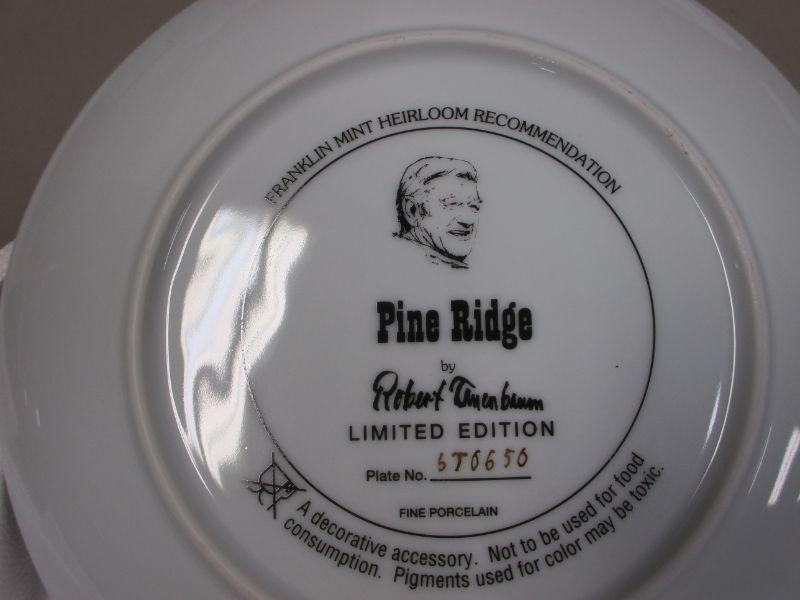 FRANKLIN MINT HEIRLOOM RECOMMENDATION
Pine Ridge
by
Robert Tanenbaum
LIMITED EDITION
Plate No. 6T0650
FINE PORCELAIN
A decorative accessory. Not to be used for food
consumption. Pigments used for color may be toxic.